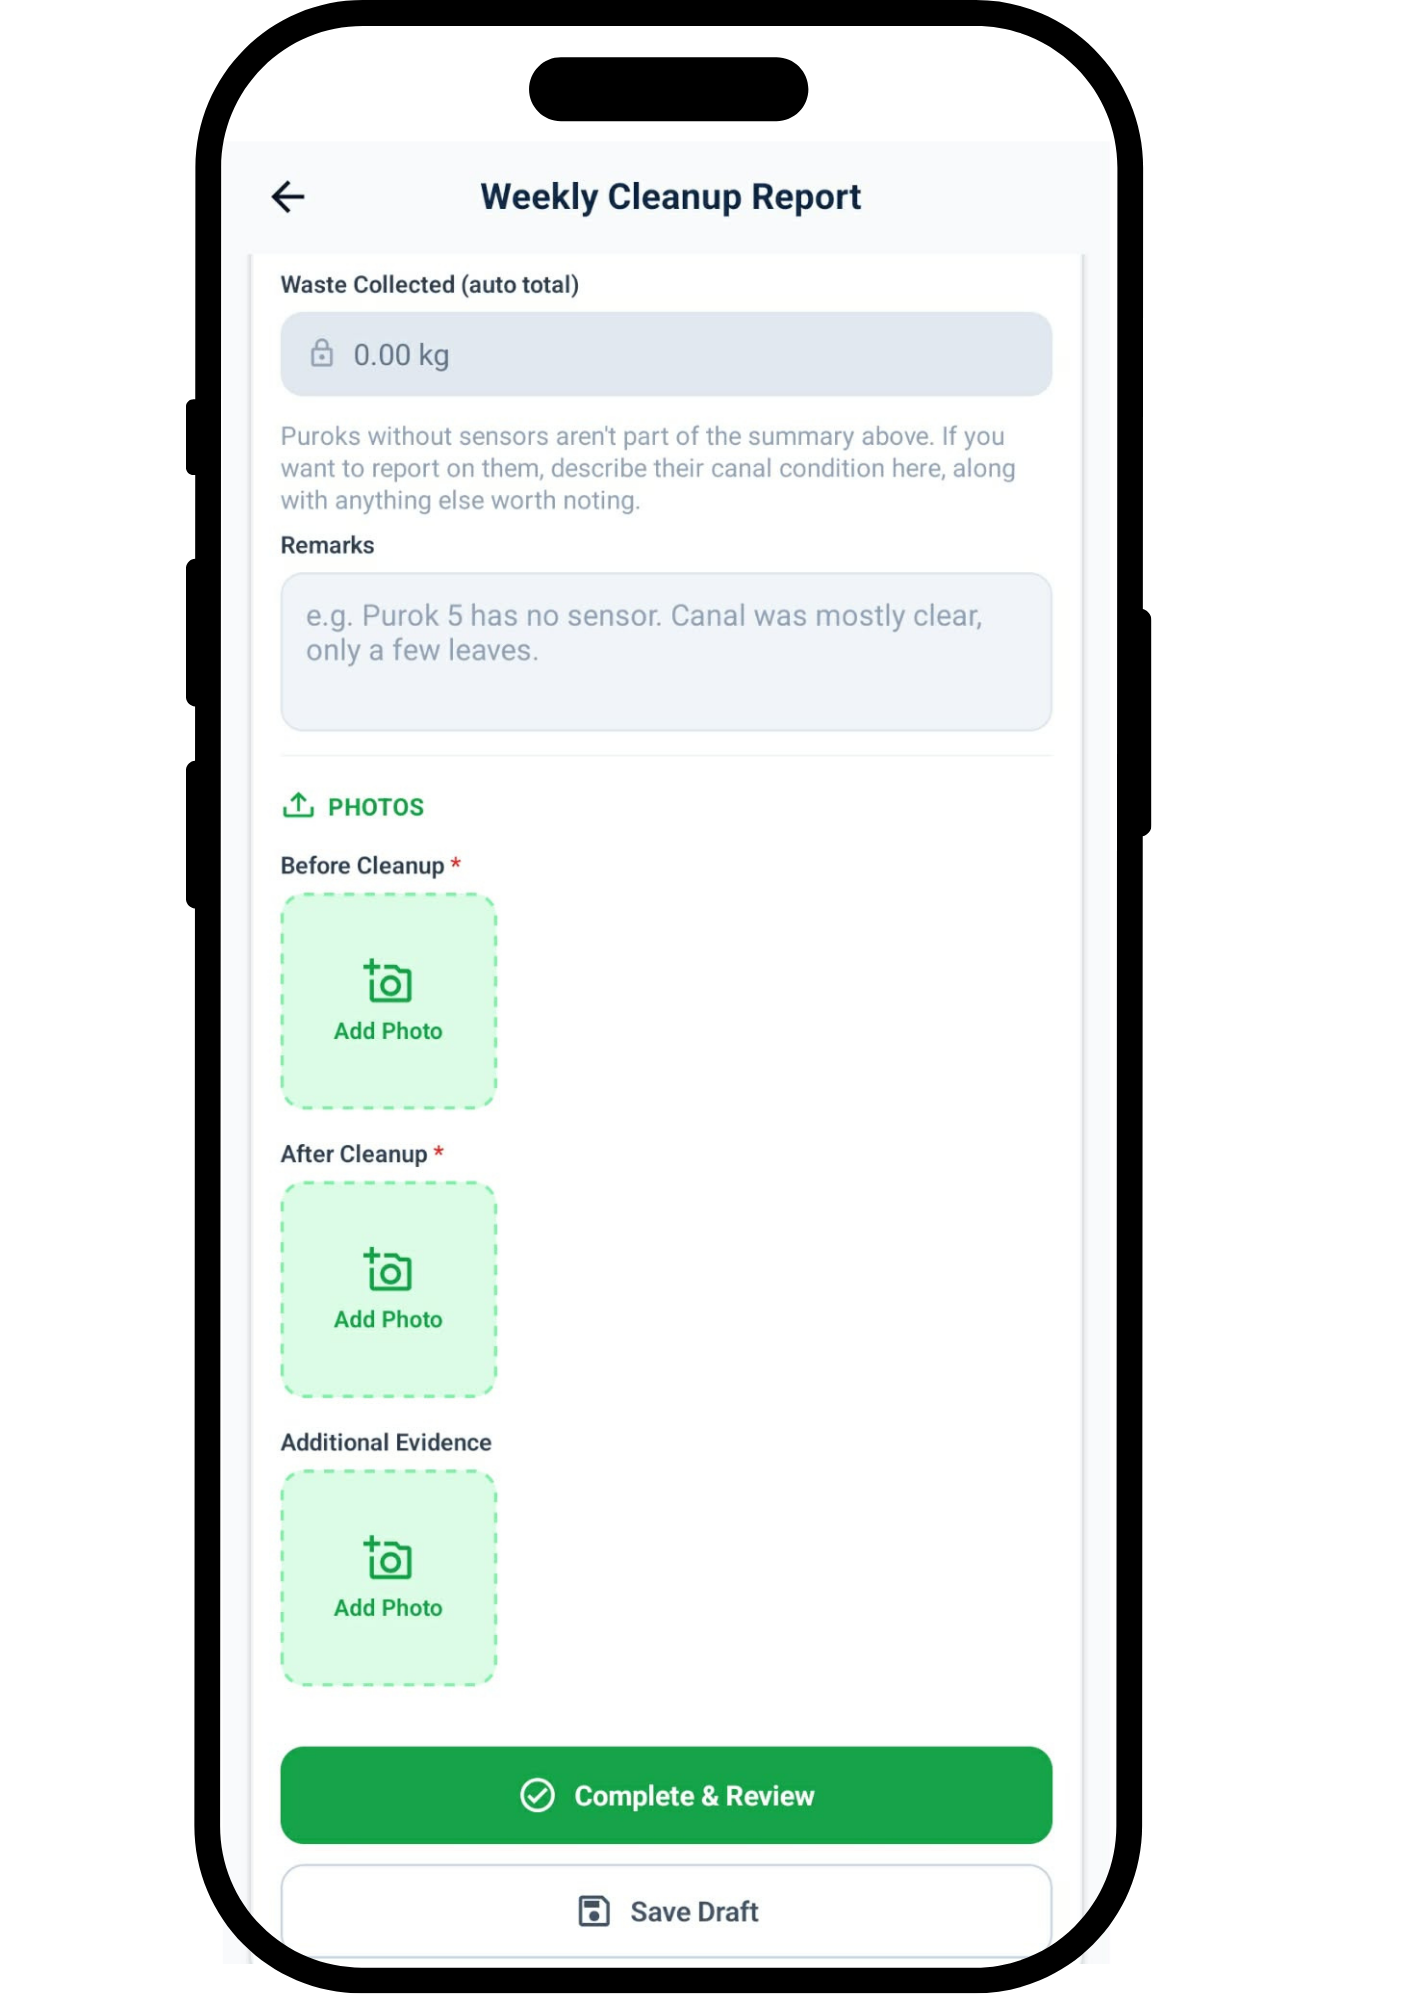 Weekly Cleanup Report
Waste Collected (auto total)
0.00 kg
Puroks without sensors aren't part of the summary above. If you
want to report on them, describe their canal condition here, along
with anything else worth noting.
Remarks
e.g. Purok 5 has no sensor. Canal was mostly clear,
only a few leaves.
PHOTOS
Before Cleanup *
Add Photo
After Cleanup *
Add Photo
Additional Evidence
Add Photo
Complete & Review
Save Draft